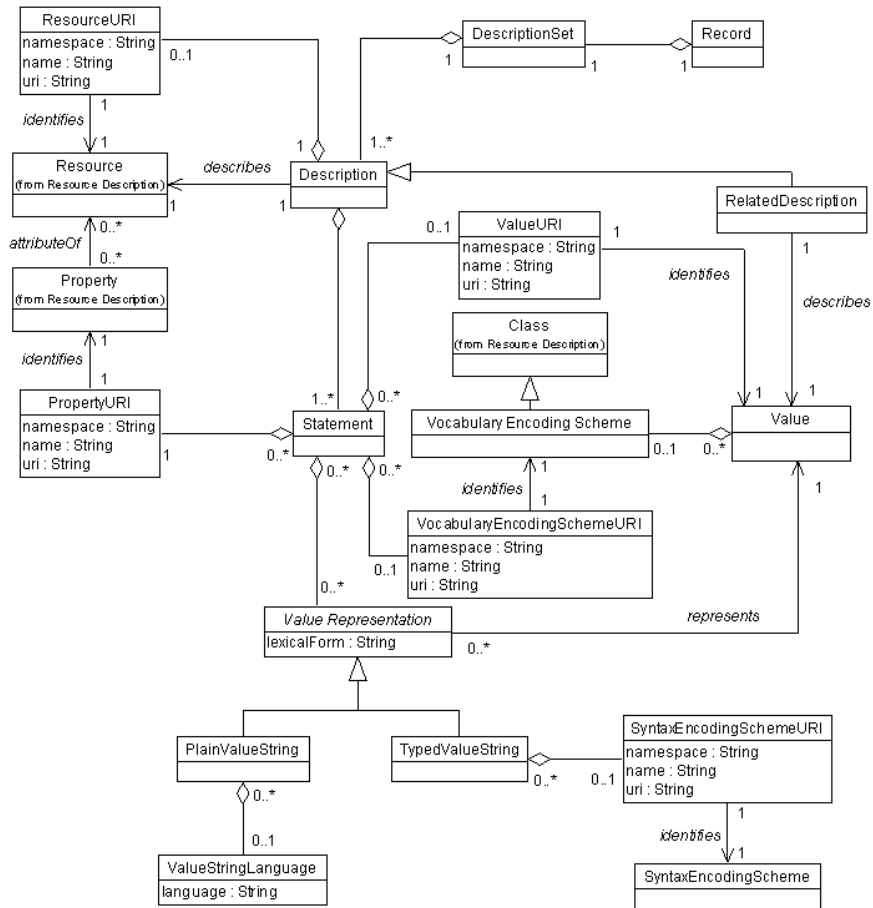 ResourceURI
namespace : String
name : String
uri : String
0..1
DescriptionSet
1
1
Record
1
1
identifies
1
1..*
1
Resource
(from Resource Description)
1
describes
Description
1
RelatedDescription
1
0..*
attributeOf
0..*
Property
(from Resource Description)
0..1
ValueURI
namespace : String
name : String
uri : String
1
identifies
describes
Class
(from Resource Description)
1
identifies
1
PropertyURI
namespace : String
name : String
uri : String
1
1..*
0..*
Statement
0..*
0..*
0..*
Vocabulary Encoding Scheme
0..1
0..*
1
1
Value
1
1
identifies
1
VocabularyEncodingSchemeURI
namespace : String
name : String
uri : String
0..1
0..*
Value Representation
lexicalForm : String
0..*
represents
PlainValueString
0..*
0..1
ValueStringLanguage
language : String
TypedValueString
0..*
0..1
SyntaxEncodingSchemeURI
namespace : String
name : String
uri : String
1
identifies
1
SyntaxEncodingScheme